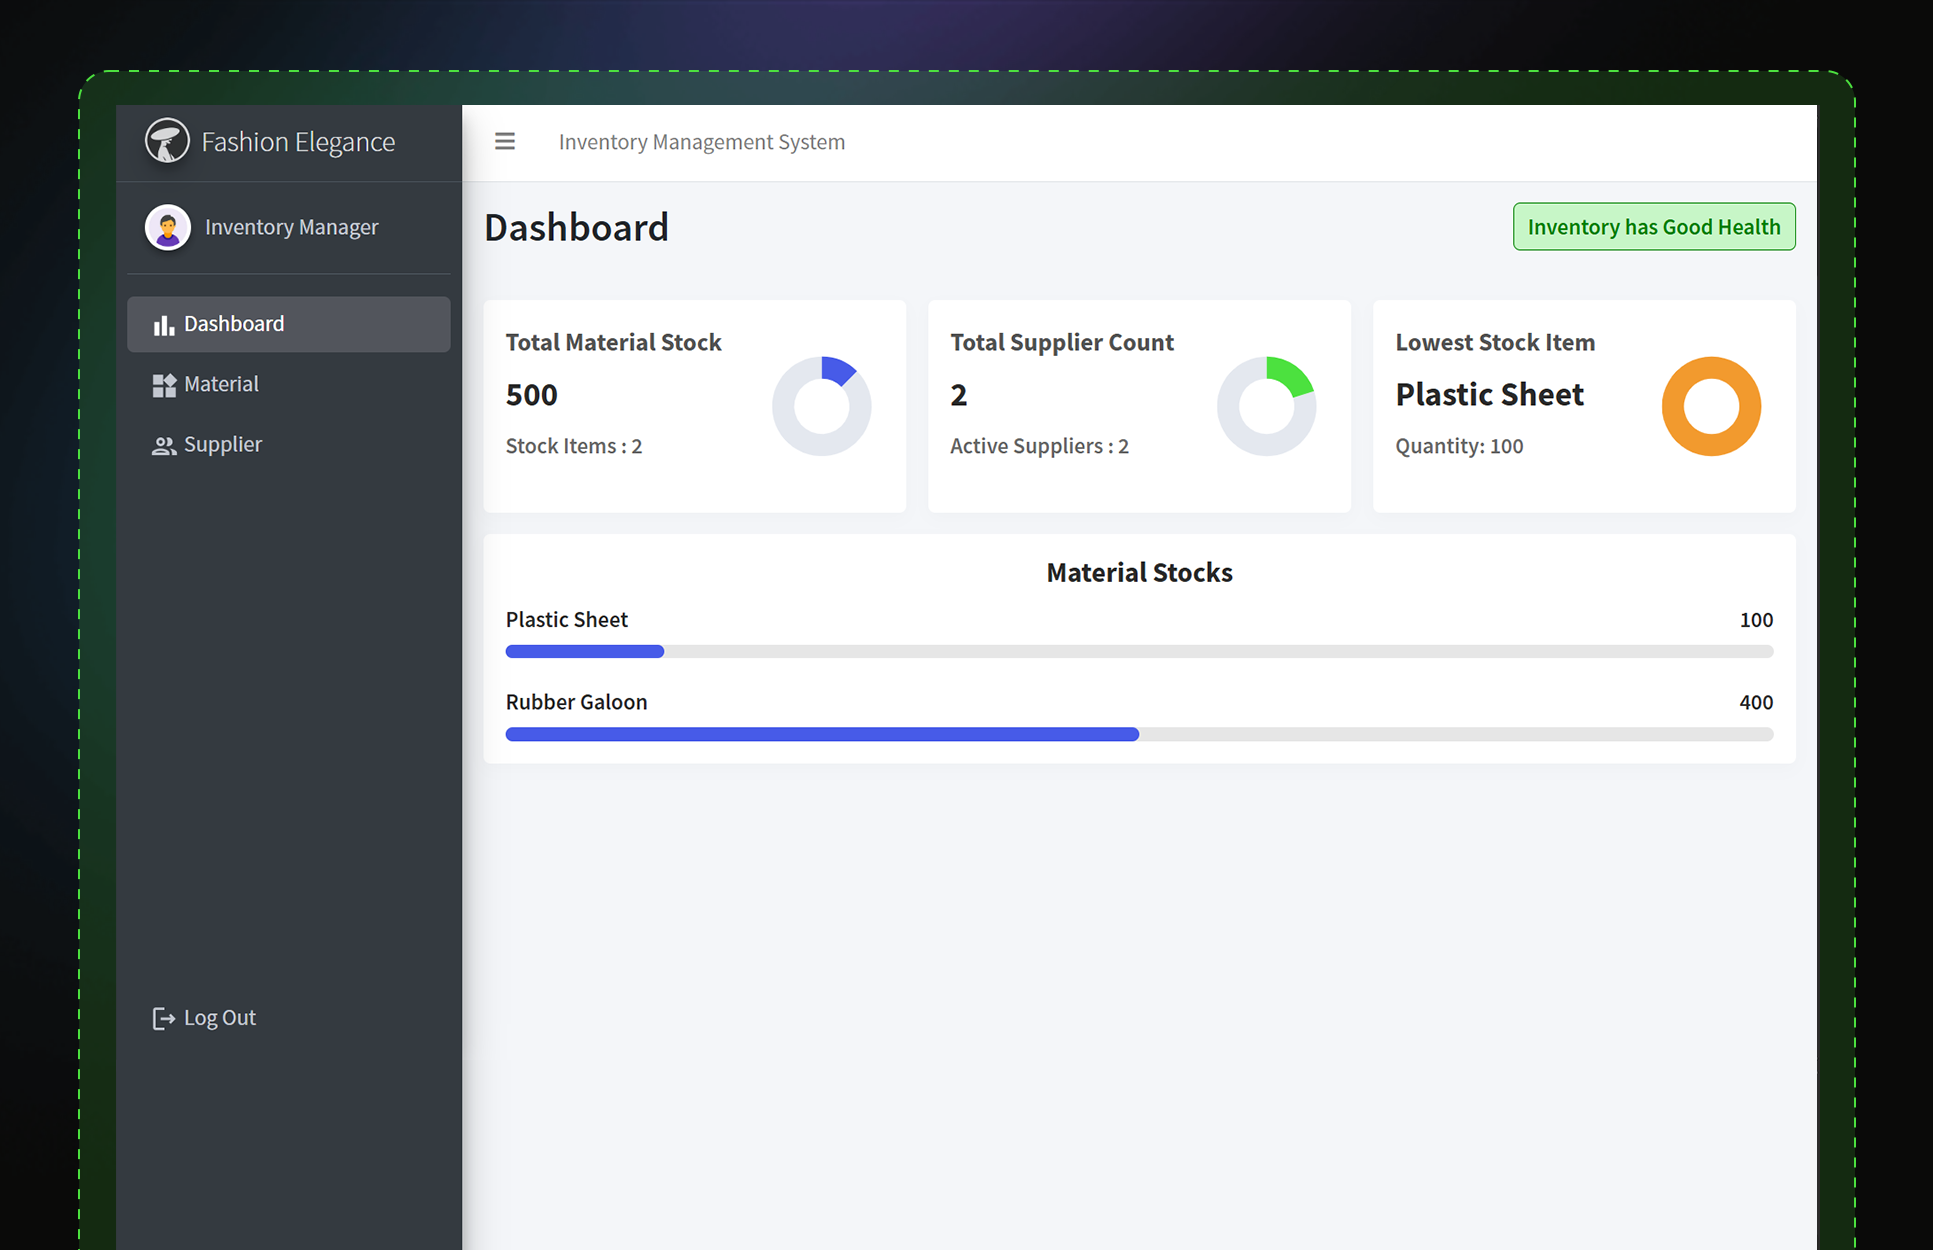 Fashion Elegance
Inventory Management System
Inventory Manager
Dashboard
Material
Supplier
Log Out
Dashboard
Inventory has Good Health
Total Material Stock
500
Stock Items : 2
Total Supplier Count
2
Active Suppliers : 2
Lowest Stock Item
Plastic Sheet
Quantity: 100
Material Stocks
Plastic Sheet 100
Rubber Galoon 400